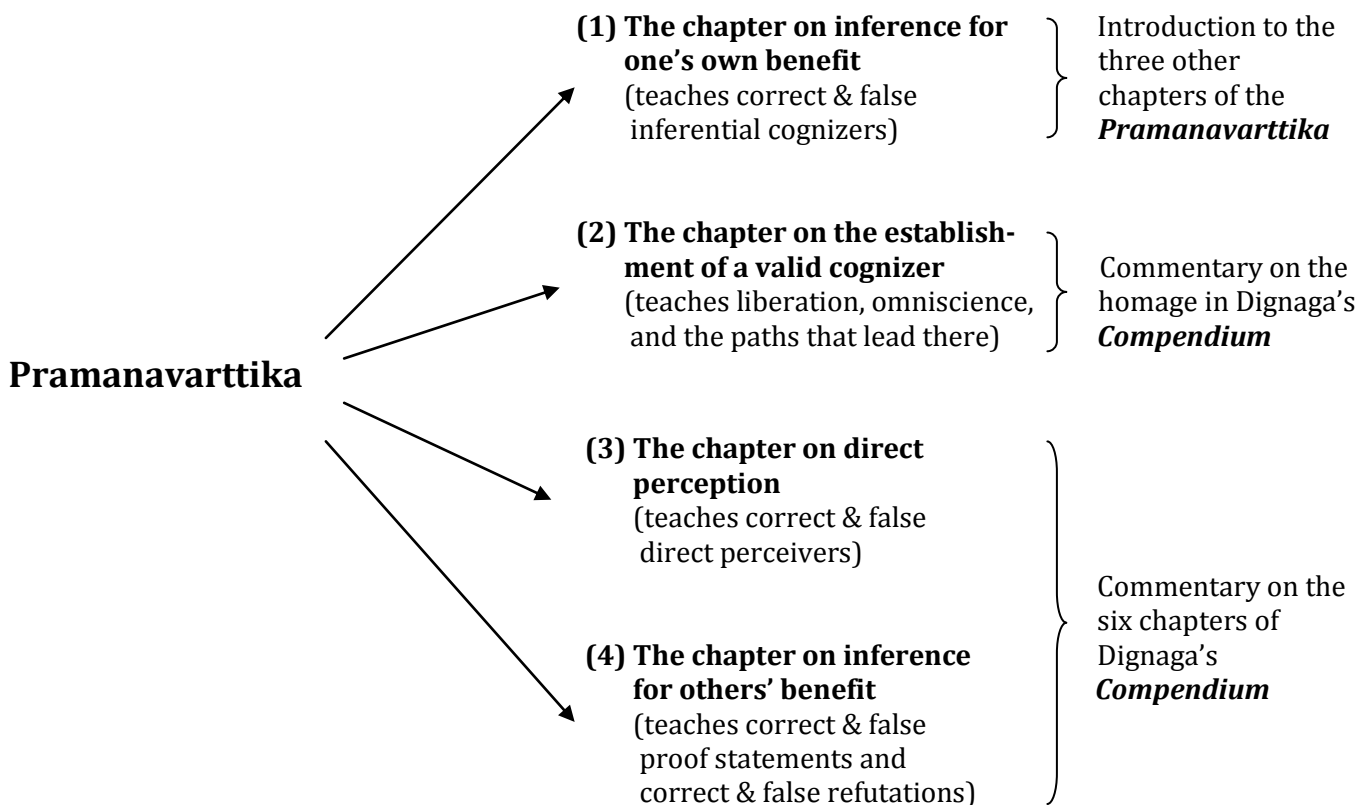 Pramanavarttika
(1) The chapter on inference for
one’s own benefit
(teaches correct & false
inferential cognizers)
Introduction to the
three other
chapters of the
Pramanavarttika
(2) The chapter on the establish-
ment of a valid cognizer
(teaches liberation, omniscience,
and the paths that lead there)
Commentary on the
homage in Dignaga’s
Compendium
(3) The chapter on direct
perception
(teaches correct & false
direct perceivers)
(4) The chapter on inference
for others’ benefit
(teaches correct & false
proof statements and
correct & false refutations)
Commentary on the
six chapters of
Dignaga’s
Compendium